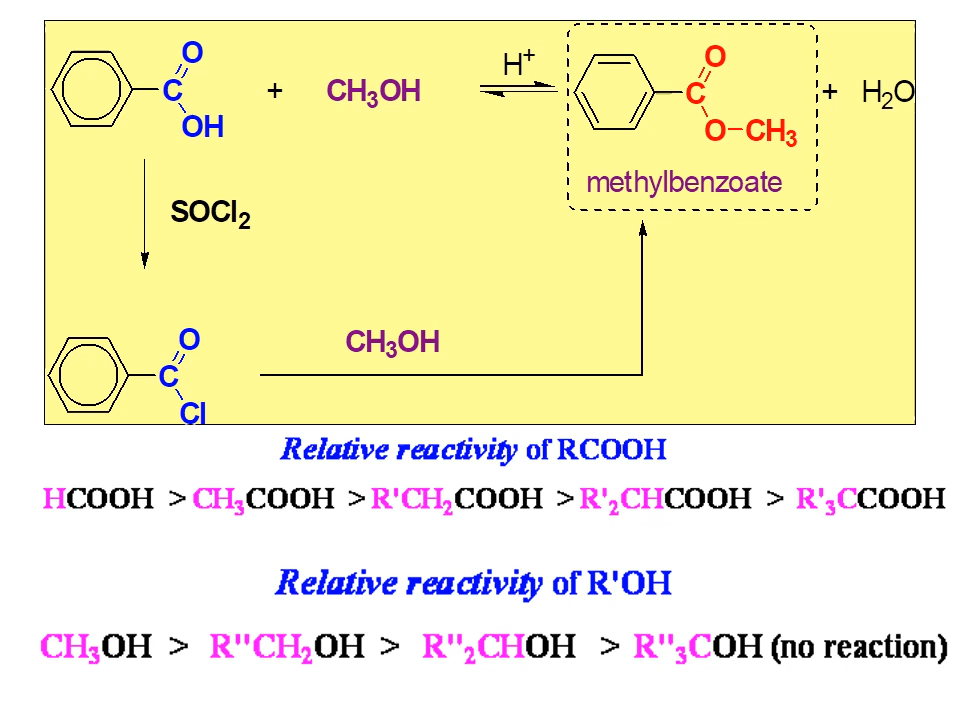 O
C
OH
+
CH₃OH
H⁺
O
C
O–CH₃
+ H₂O
methylbenzoate
SOCl₂
O
C
Cl
CH₃OH
Relative reactivity of RCOOH
HCOOH > CH₃COOH > R'CH₂COOH > R'₂CHCOOH > R'₃CCOOH
Relative reactivity of R'OH
CH₃OH > R"CH₂OH > R"₂CHOH > R"₃COH (no reaction)